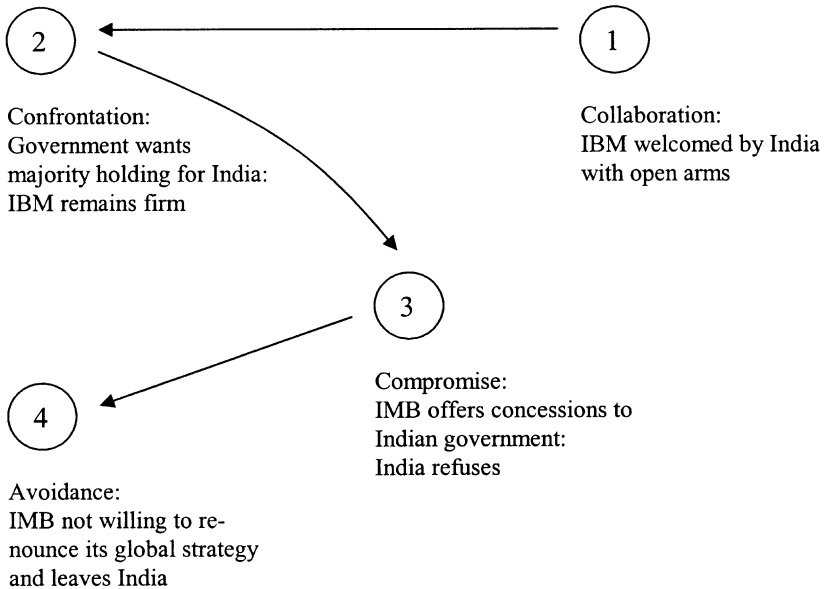 2
1
Confrontation:
Government wants
majority holding for India:
IBM remains firm
Collaboration:
IBM welcomed by India
with open arms
3
Compromise:
IMB offers concessions to
Indian government:
India refuses
4
Avoidance:
IMB not willing to re-
nounce its global strategy
and leaves India